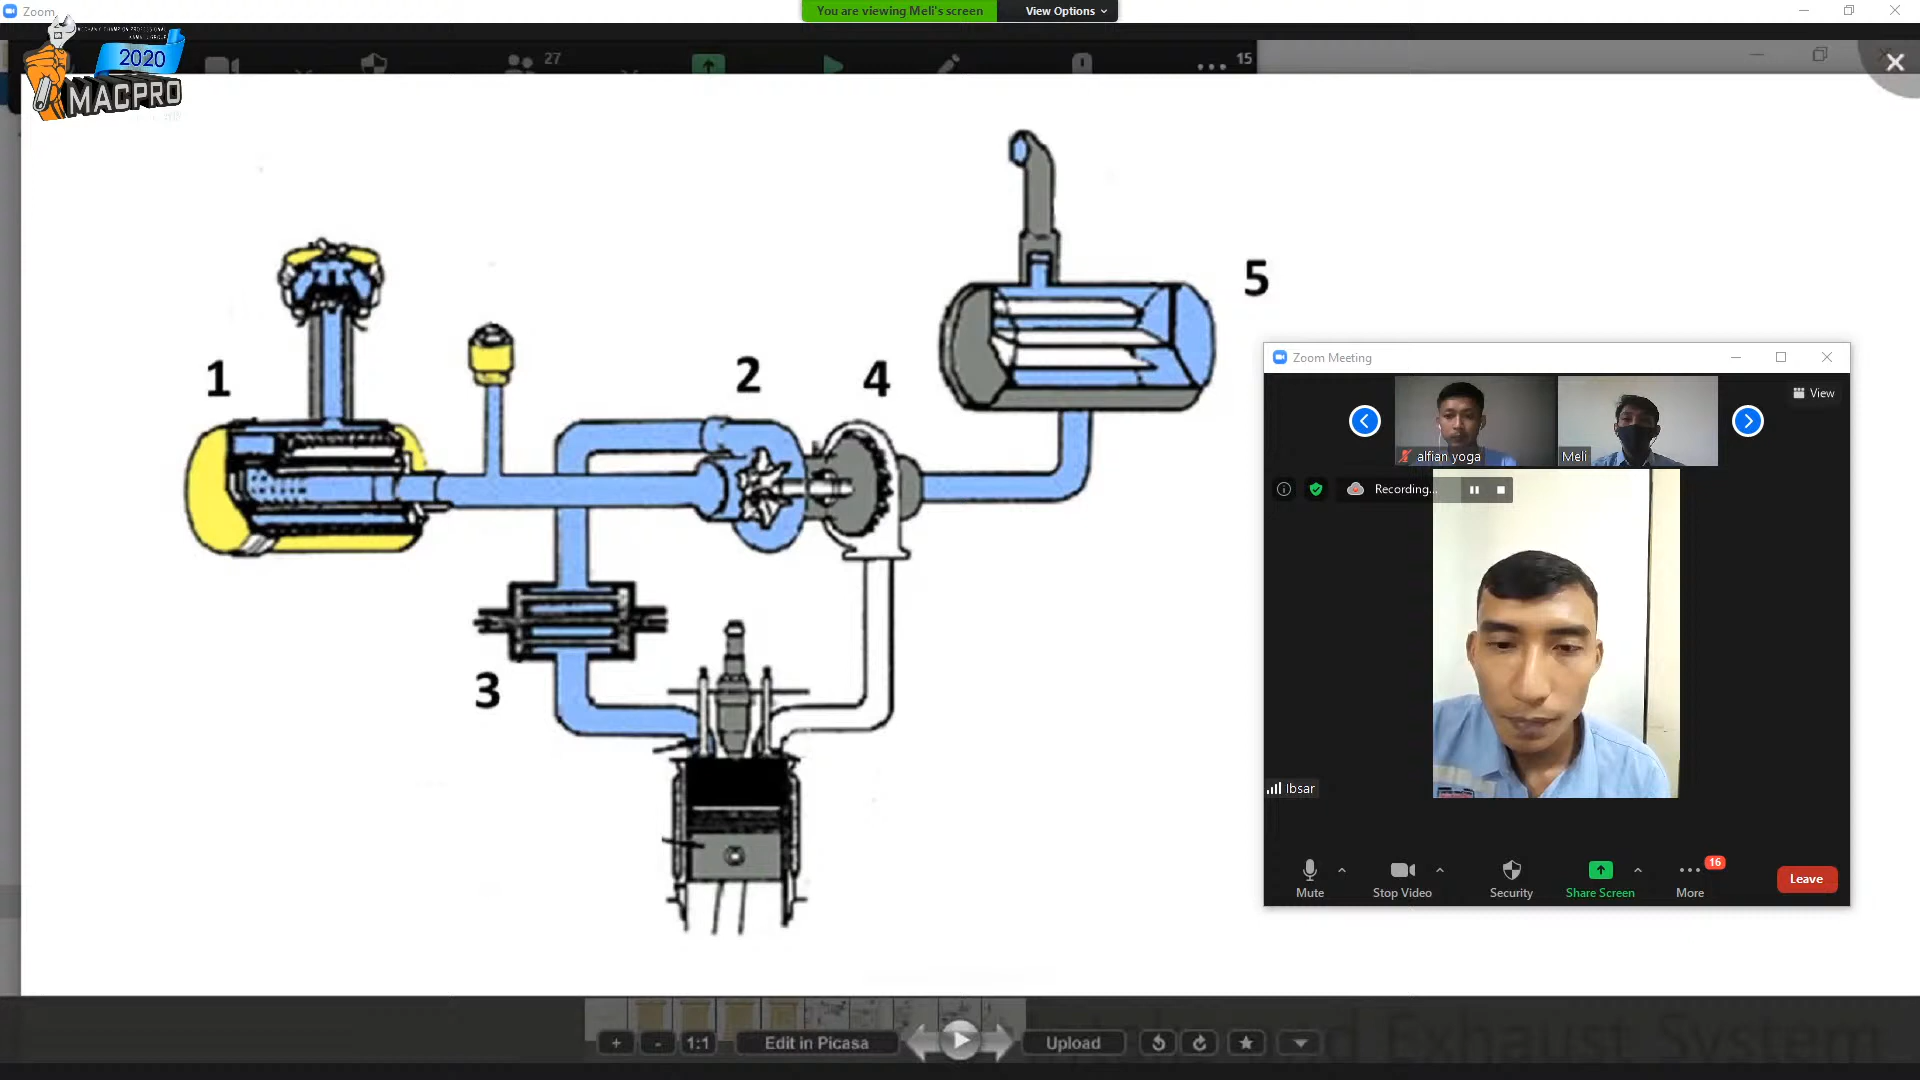 Zoom
You are viewing Meli's screen
View Options
2020
MACPRO
27
15
1
2
4
5
3
Zoom Meeting
View
alfian yoga
Meli
Recording...
Ibsar
Mute
Stop Video
Security
Share Screen
16
More
Leave
+
-
1:1
Edit in Picasa
Upload
d Exhaust System